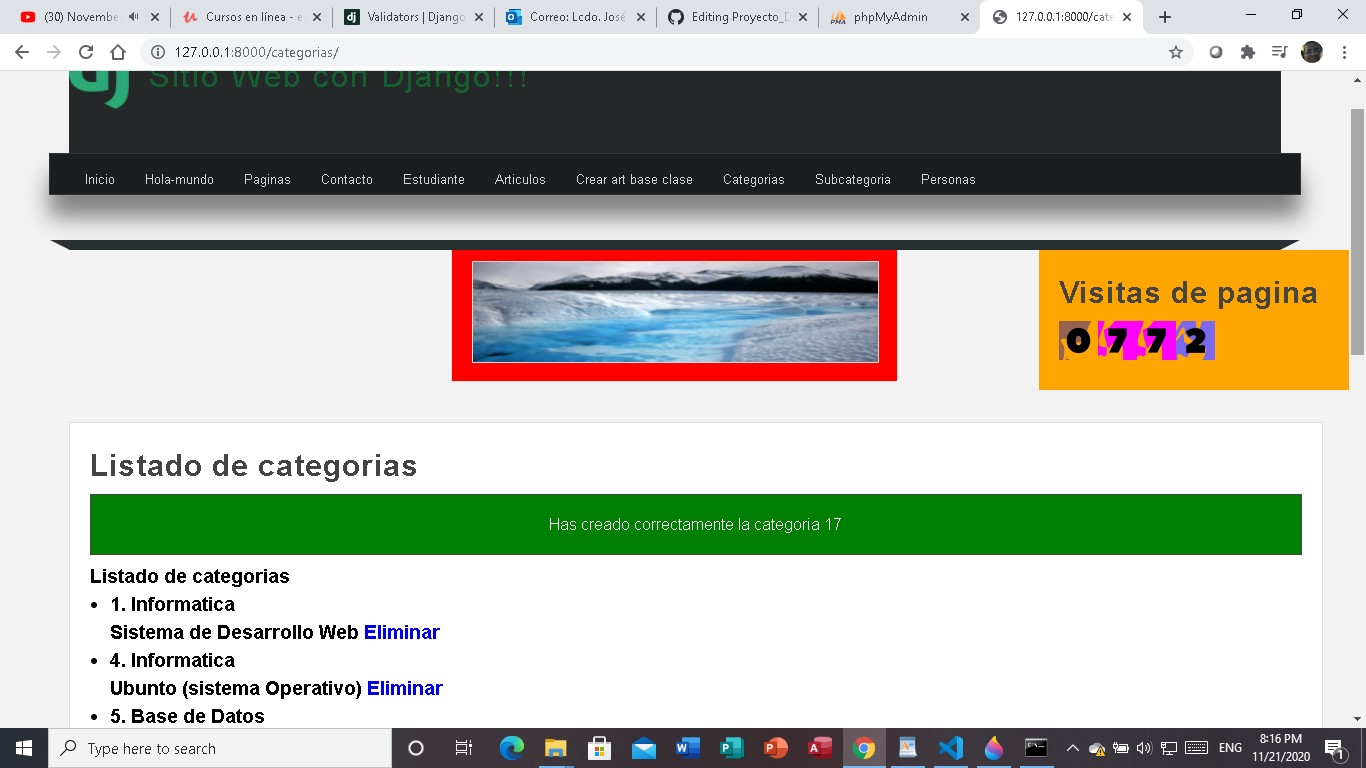 (30) Novembe
Cursos en línea - e
Validators | Django
Correo: Lcdo. José
Editing Proyecto_D
phpMyAdmin
127.0.0.1:8000/cate
127.0.0.1:8000/categorias/
dj Sitio Web con Django!!!
Inicio Hola-mundo Paginas Contacto Estudiante Articulos Crear art base clase Categorias Subcategoria Personas
Visitas de pagina
0 7 7 2
Listado de categorias
Has creado correctamente la categoria 17
Listado de categorias
• 1. Informatica
Sistema de Desarrollo Web Eliminar
• 4. Informatica
Ubunto (sistema Operativo) Eliminar
• 5. Base de Datos
Type here to search
ENG
8:16 PM
11/21/2020
1